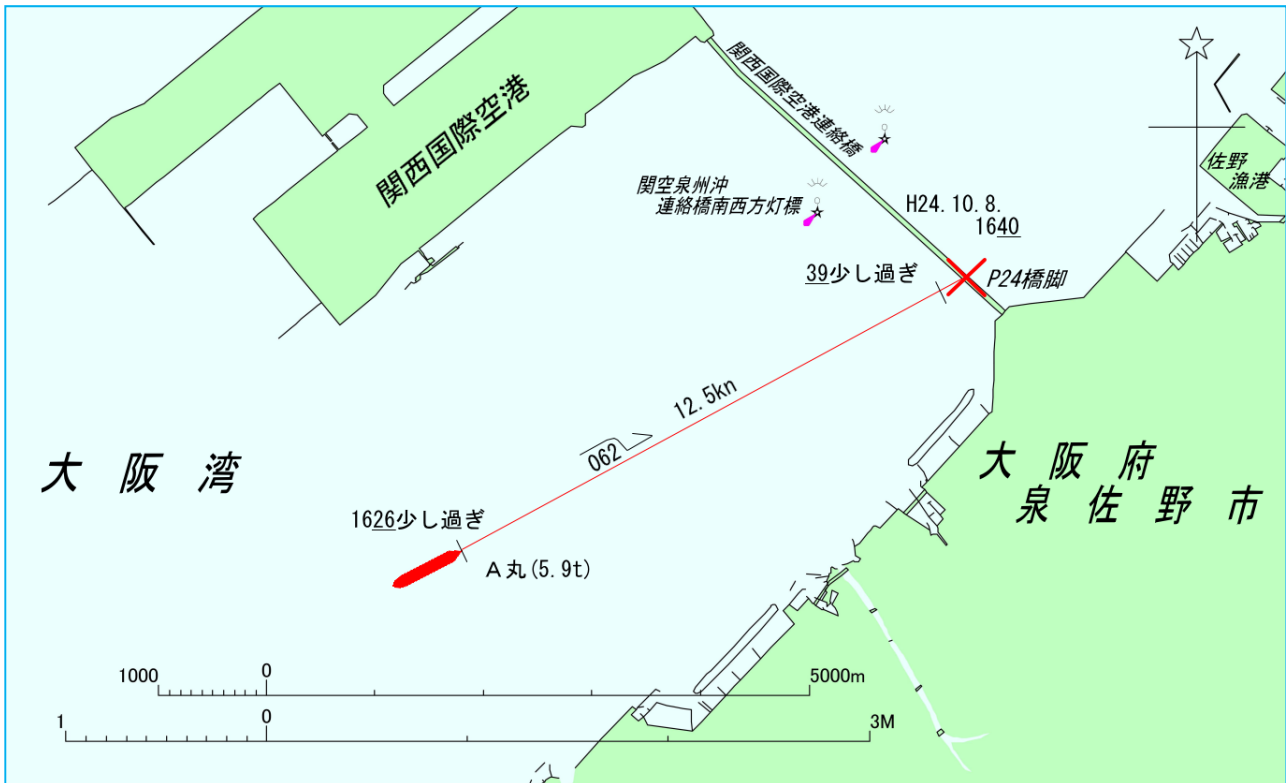 関西国際空港
関西国際空港連絡橋
関空泉州沖
連絡橋南西方灯標
佐野
漁港
H24.10.8.
1640
39少し過ぎ
P24橋脚
12.5kn
062
大阪湾
大阪府
泉佐野市
1626少し過ぎ
A丸(5.9t)
1000 0 5000m
1 0 3M